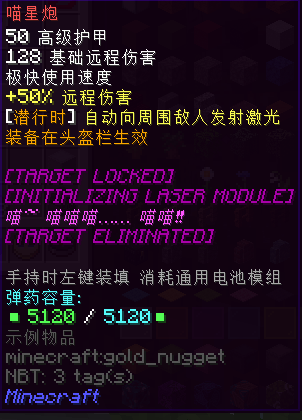 喵星炮
50 高级护甲
128 基础远程伤害
极快使用速度
+50% 远程伤害
[潜行时] 自动向周围敌人发射激光
装备在头盔栏生效
[TARGET LOCKED]
[INITIALIZING LASER MODULE]
喵~ 喵喵喵…… 喵喵!!
[TARGET ELIMINATED]
手持时左键装填 消耗通用电池模组
弹药容量:
▪ 5120 / 5120 ▪
示例物品
minecraft:gold_nugget
NBT: 3 tag(s)
Minecraft